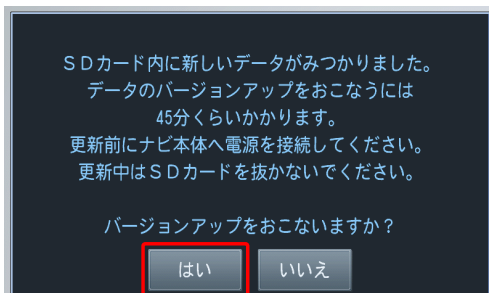 ＳＤカード内に新しいデータがみつかりました。
データのバージョンアップをおこなうには
45分くらいかかります。
更新前にナビ本体へ電源を接続してください。
更新中はＳＤカードを抜かないでください。
バージョンアップをおこないますか？
はい
いいえ